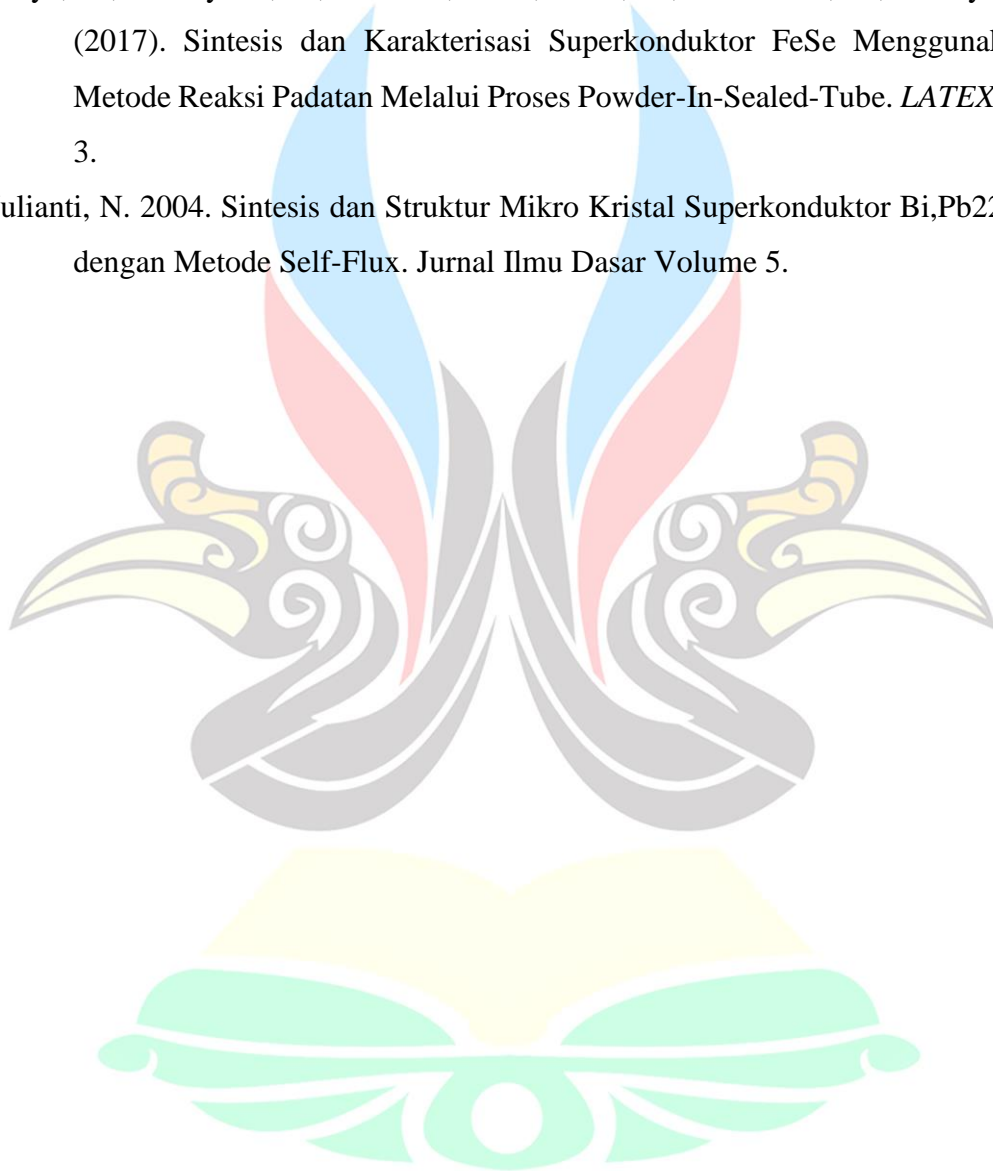 (2017). Sintesis dan Karakterisasi Superkonduktor FeSe
Metode Reaksi Padatan Melalui Proses Powder-In-Sealed-Tube. LATEX
3.
ulianti, N. 2004. Sintesis dan Struktur Mikro Kristal Superkonduktor Bi,Pb22
dengan Metode Self-Flux. Jurnal Ilmu Dasar Volume 5.